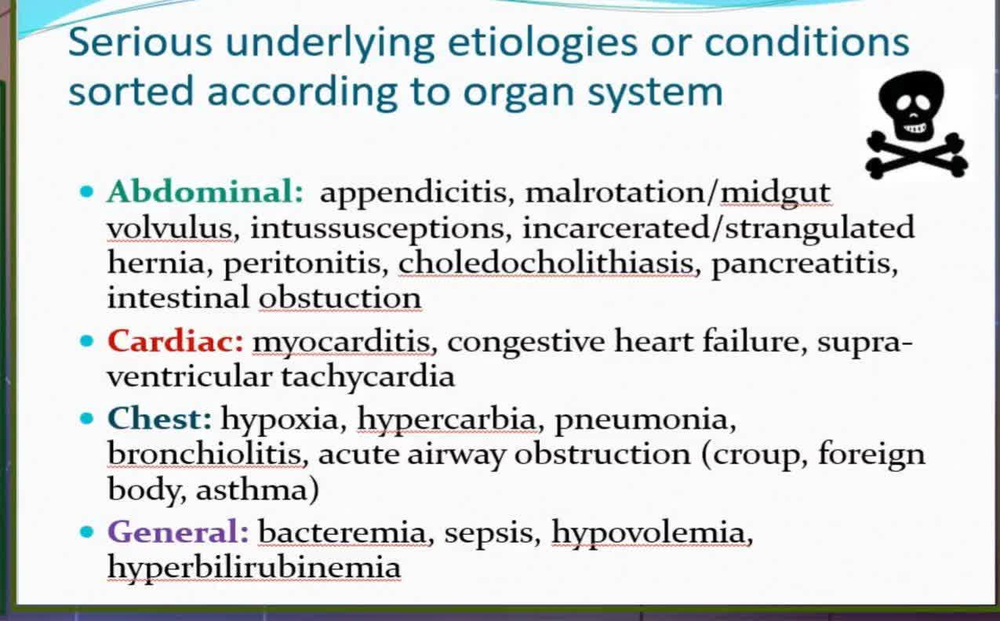 Serious underlying etiologies or conditions
sorted according to organ system
• Abdominal: appendicitis, malrotation/midgut
volvulus, intussusceptions, incarcerated/strangulated
hernia, peritonitis, choledocholithiasis, pancreatitis,
intestinal obstuction
• Cardiac: myocarditis, congestive heart failure, supra-
ventricular tachycardia
• Chest: hypoxia, hypercarbia, pneumonia,
bronchiolitis, acute airway obstruction (croup, foreign
body, asthma)
• General: bacteremia, sepsis, hypovolemia,
hyperbilirubinemia